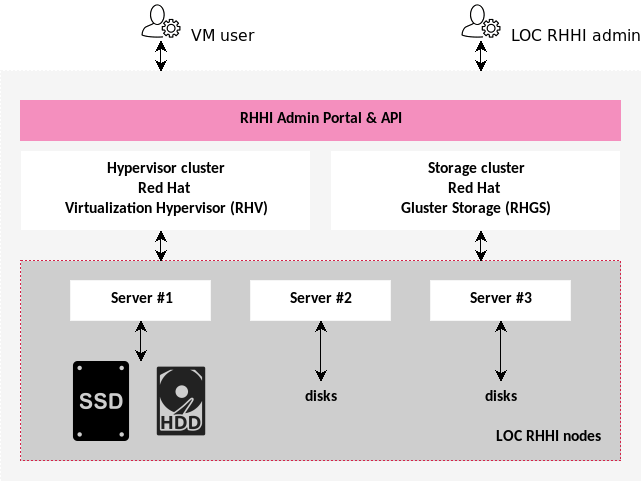 VM user
LOC RHHI admin
RHHI Admin Portal & API
Hypervisor cluster
Red Hat
Virtualization Hypervisor (RHV)
Storage cluster
Red Hat
Gluster Storage (RHGS)
Server #1
Server #2
Server #3
SSD
HDD
disks
disks
LOC RHHI nodes